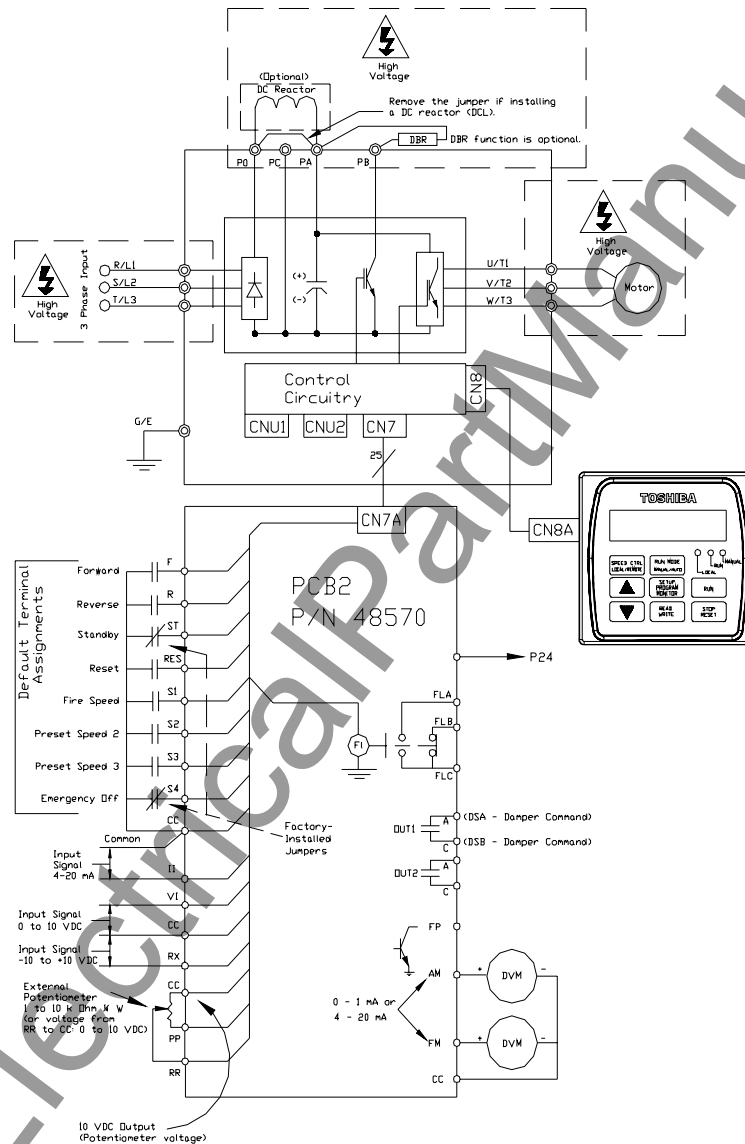 High
Voltage
(Optional)
DC Reactor
Remove the jumper if installing
a DC reactor (DCL).
DBR
DBR function is optional.
PO
PC
PA
PB
High
Voltage
3 Phase Input
R/L1
S/L2
T/L3
(+)
(-)
U/T1
V/T2
W/T3
High
Voltage
Motor
G/E
Control
Circuitry
CN8
CNU1
CNU2
CN7
25
CN7A
CN8A
TOSHIBA
SPEED CTRL
LOCAL/REMOTE
RUN MODE
MANUAL/AUTO
LOCAL
RUN
MANUAL
SETUP
PROGRAM
MONITOR
RUN
READ
WRITE
STOP
RESET
PCB2
P/N 48570
Default Terminal
Assignments
Forward
F
Reverse
R
Standby
ST
Reset
RES
Fire Speed
S1
Preset Speed 2
S2
Preset Speed 3
S3
Emergency Off
S4
CC
Common
Factory-
Installed
Jumpers
Input
Signal
4-20 mA
II
VI
Input Signal
0 to 10 VDC
CC
Input Signal
-10 to +10 VDC
RX
External
Potentiometer
1 to 10 k Ohm W W
(or voltage from
RR to CC: 0 to 10 VDC)
CC
PP
RR
10 VDC Output
(Potentiometer voltage)
P24
FLA
FLB
FL
FLC
OUT1
A
(DSA - Damper Command)
C
(DSB - Damper Command)
OUT2
A
C
FP
0 - 1 mA or
4 - 20 mA
AM
+
DVM
-
FM
+
DVM
-
CC